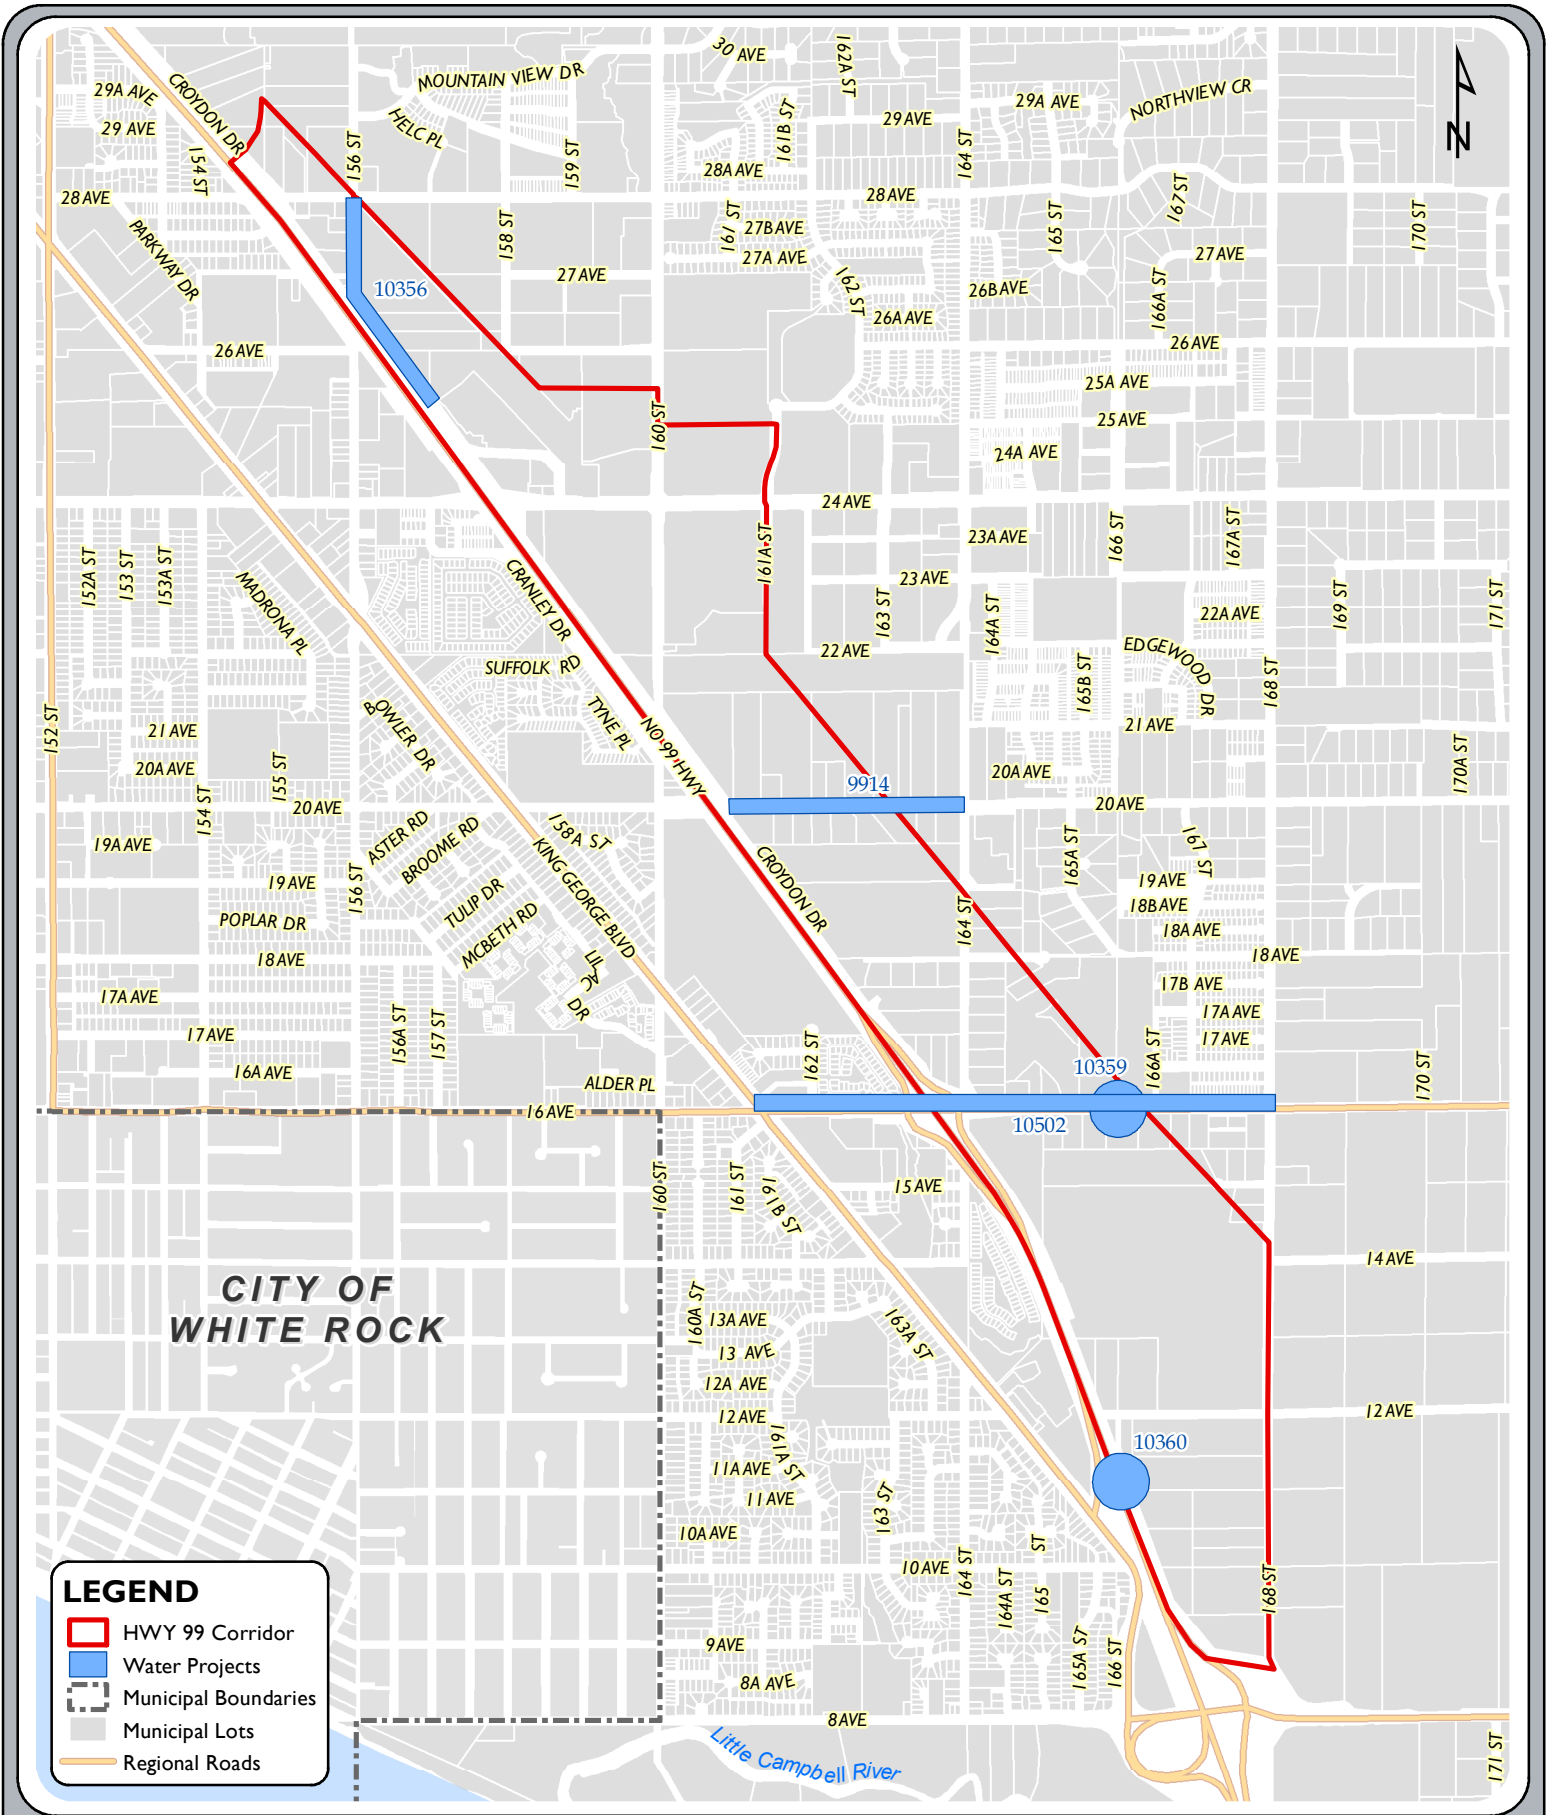 30 AVE
162A ST
MOUNTAIN VIEW DR
CROYDON DR
29A AVE
29A AVE
NORTHVIEW CR
HELC PL
161B ST
29 AVE
29 AVE
N
156 ST
159 ST
164 ST
154 ST
28A AVE
28 AVE
28 AVE
167 ST
PARKWAY DR
158 ST
161 ST
27B AVE
165 ST
170 ST
27A AVE
27 AVE
27 AVE
162 ST
26B AVE
166A ST
10356
26A AVE
26 AVE
26 AVE
25A AVE
160 ST
25 AVE
24A AVE
24 AVE
161A ST
23A AVE
166 ST
167A ST
152A ST
153 ST
153A ST
CRANLEY DR
23 AVE
MADRONA PL
163 ST
164A ST
22A AVE
169 ST
171 ST
22 AVE
EDGEWOOD DR
SUFFOLK RD
165B ST
168 ST
BOWLER DR
TYNE PL
NO 99 HWY
152 ST
21 AVE
21 AVE
20A AVE
155 ST
20A AVE
170A ST
9914
154 ST
20 AVE
20 AVE
158A ST
ASTER RD
BROOME RD
19A AVE
KING GEORGE BLVD
CROYDON DR
165A ST
167 ST
19 AVE
156 ST
19 AVE
TULIP DR
18B AVE
POPLAR DR
MCBETH RD
164 ST
18A AVE
18 AVE
18 AVE
LILAC DR
17B AVE
17A AVE
17A AVE
156A ST
157 ST
17 AVE
17 AVE
162 ST
166A ST
170 ST
16A AVE
10359
ALDER PL
16 AVE
10502
160 ST
161 ST
161B ST
15 AVE
14 AVE
CITY OF
WHITE ROCK
160A ST
13A AVE
163A ST
13 AVE
12A AVE
12 AVE
12 AVE
161A ST
10360
11A AVE
11 AVE
163 ST
10A AVE
10 AVE
164 ST
164A ST
165 ST
168 ST
9 AVE
165A ST
166 ST
8A AVE
8 AVE
171 ST
Little Campbell River
LEGEND
HWY 99 Corridor
Water Projects
Municipal Boundaries
Municipal Lots
Regional Roads